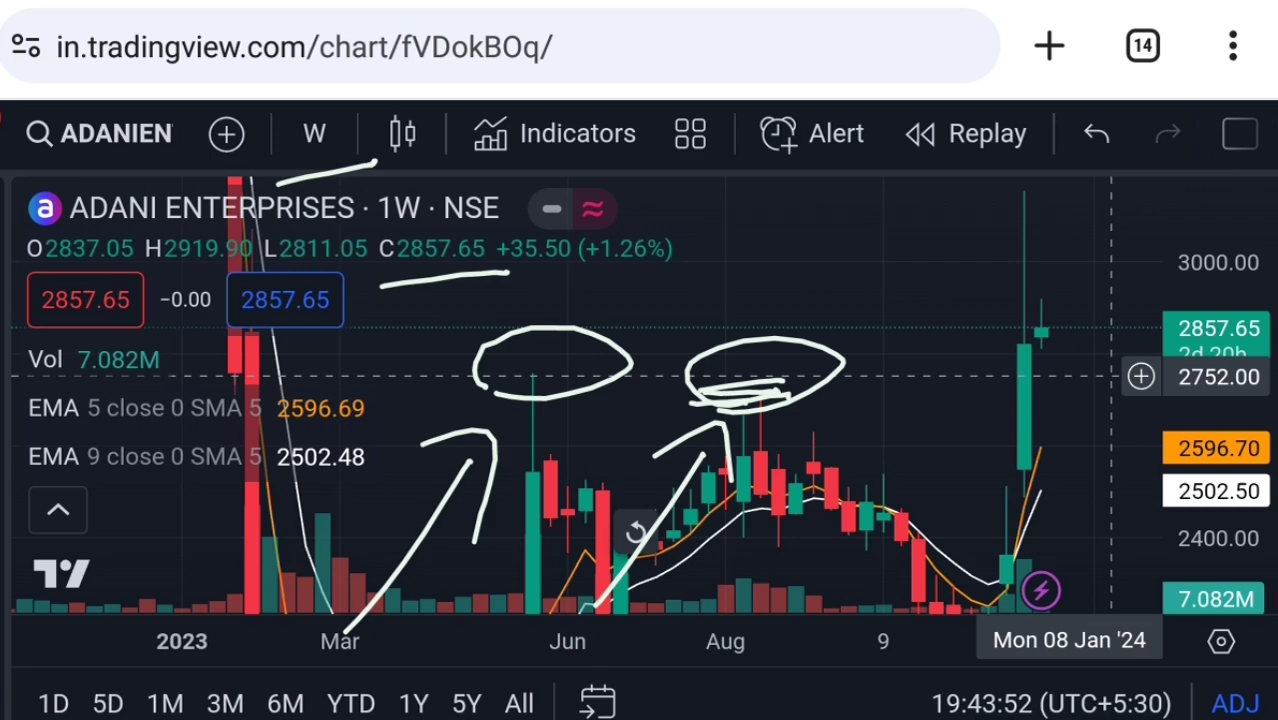 in.tradingview.com/chart/fVDokBOq/
14
ADANIEN
W
Indicators
Alert
Replay
a ADANI ENTERPRISES · 1W · NSE
O2837.05 H2919.90 L2811.05 C2857.65 +35.50 (+1.26%)
3000.00
2857.65 −0.00 2857.65
2857.65
2d 20h
Vol 7.082M
2752.00
EMA 5 close 0 SMA 5 2596.69
2596.70
EMA 9 close 0 SMA 5 2502.48
2502.50
2400.00
7.082M
2023 Mar Jun Aug 9 Mon 08 Jan '24
1D 5D 1M 3M 6M YTD 1Y 5Y All 19:43:52 (UTC+5:30) ADJ